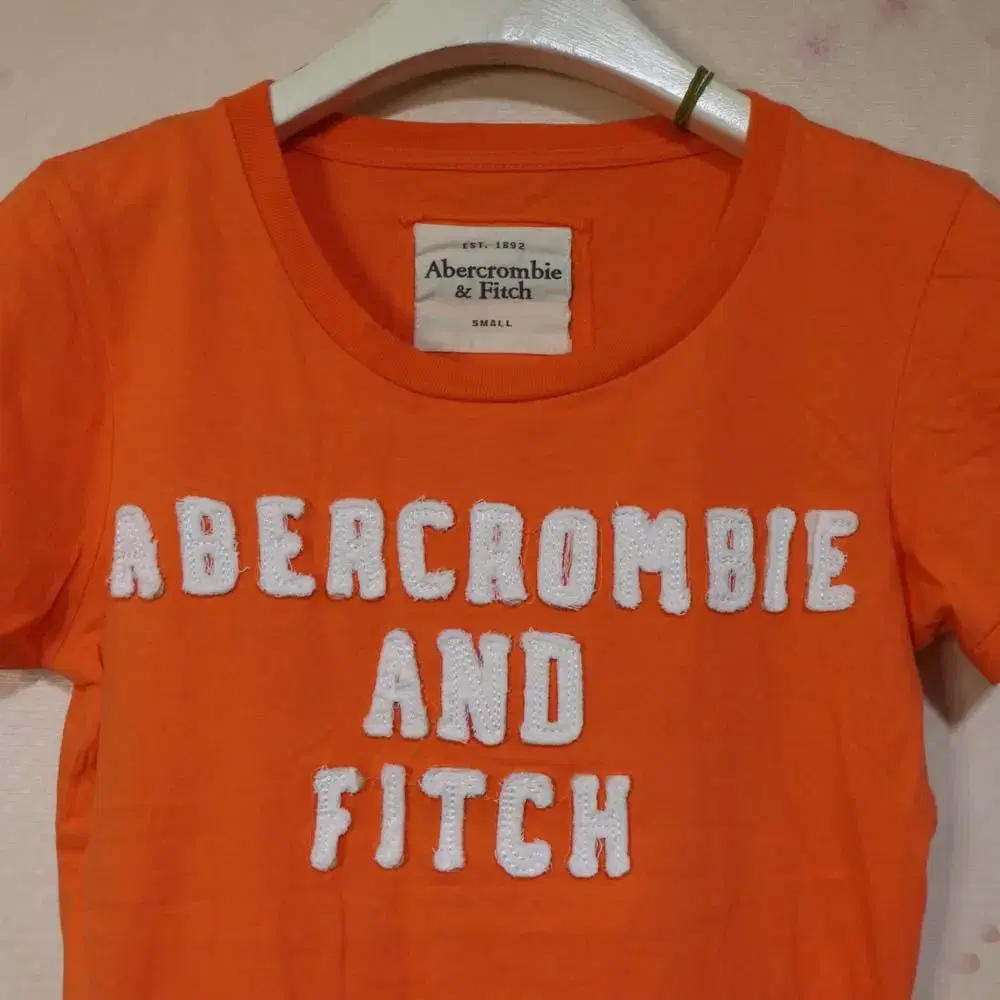 EST. 1892
Abercrombie
& Fitch
SMALL
ABERCROMBIE
AND
FITCH